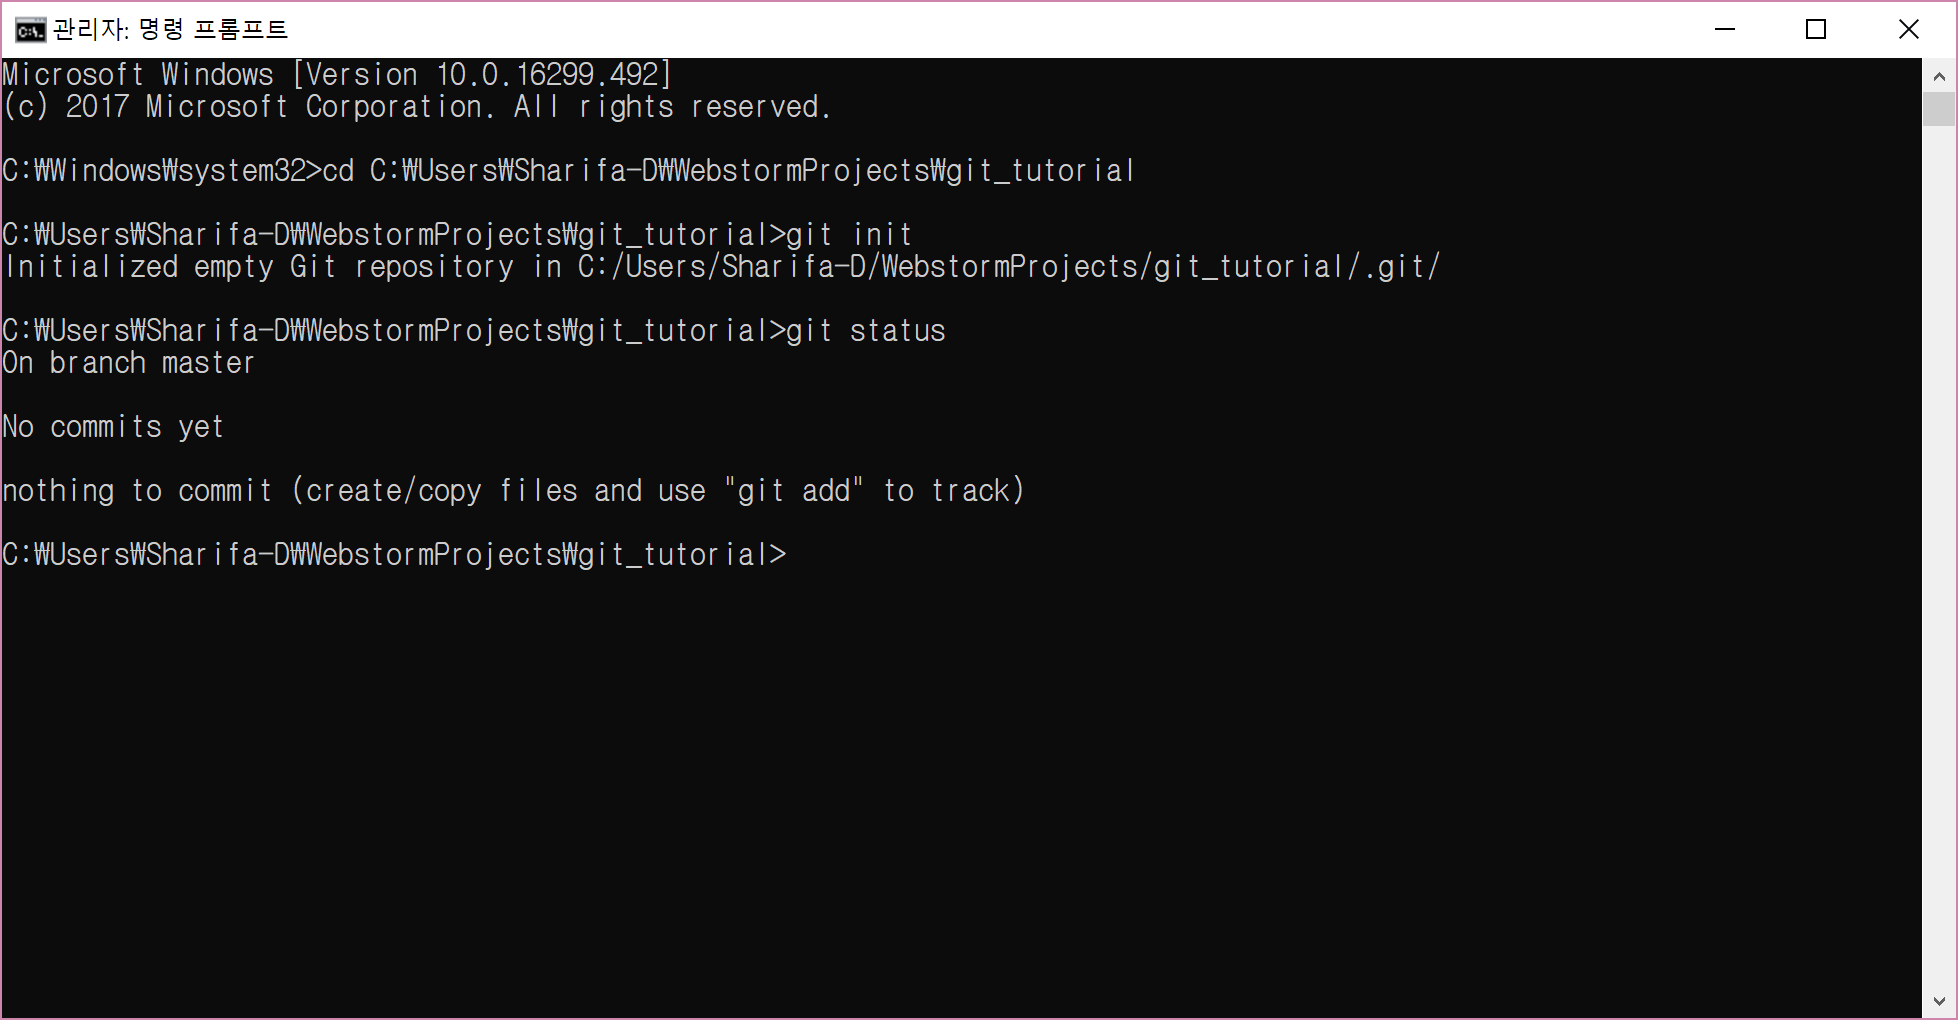 관리자: 명령 프롬프트
Microsoft Windows [Version 10.0.16299.492]
(c) 2017 Microsoft Corporation. All rights reserved.
C:₩Windows₩system32>cd C:₩Users₩Sharifa-D₩WebstormProjects₩git_tutorial
C:₩Users₩Sharifa-D₩WebstormProjects₩git_tutorial>git init
Initialized empty Git repository in C:/Users/Sharifa-D/WebstormProjects/git_tutorial/.git/
C:₩Users₩Sharifa-D₩WebstormProjects₩git_tutorial>git status
On branch master
No commits yet
nothing to commit (create/copy files and use "git add" to track)
C:₩Users₩Sharifa-D₩WebstormProjects₩git_tutorial>